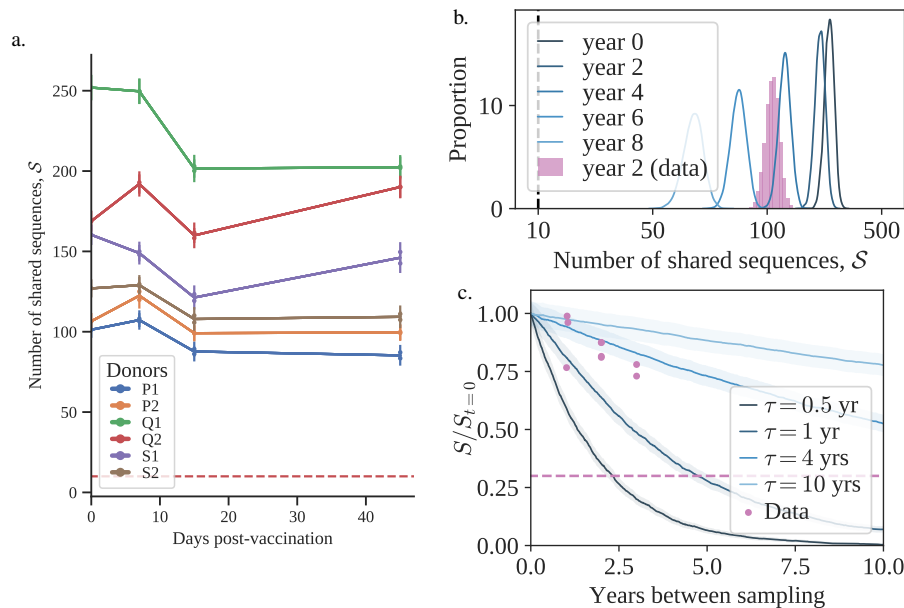 a.
Number of shared sequences, 𝒮
250
200
150
100
50
0
Donors
P1
P2
Q1
Q2
S1
S2
0
10
20
30
40
Days post-vaccination
b.
Proportion
10
0
year 0
year 2
year 4
year 6
year 8
year 2 (data)
10
50
100
500
Number of shared sequences, 𝒮
c.
S/S_{t=0}
1.00
0.75
0.50
0.25
0.00
τ = 0.5 yr
τ = 1 yr
τ = 4 yrs
τ = 10 yrs
Data
0.0
2.5
5.0
7.5
10.0
Years between sampling